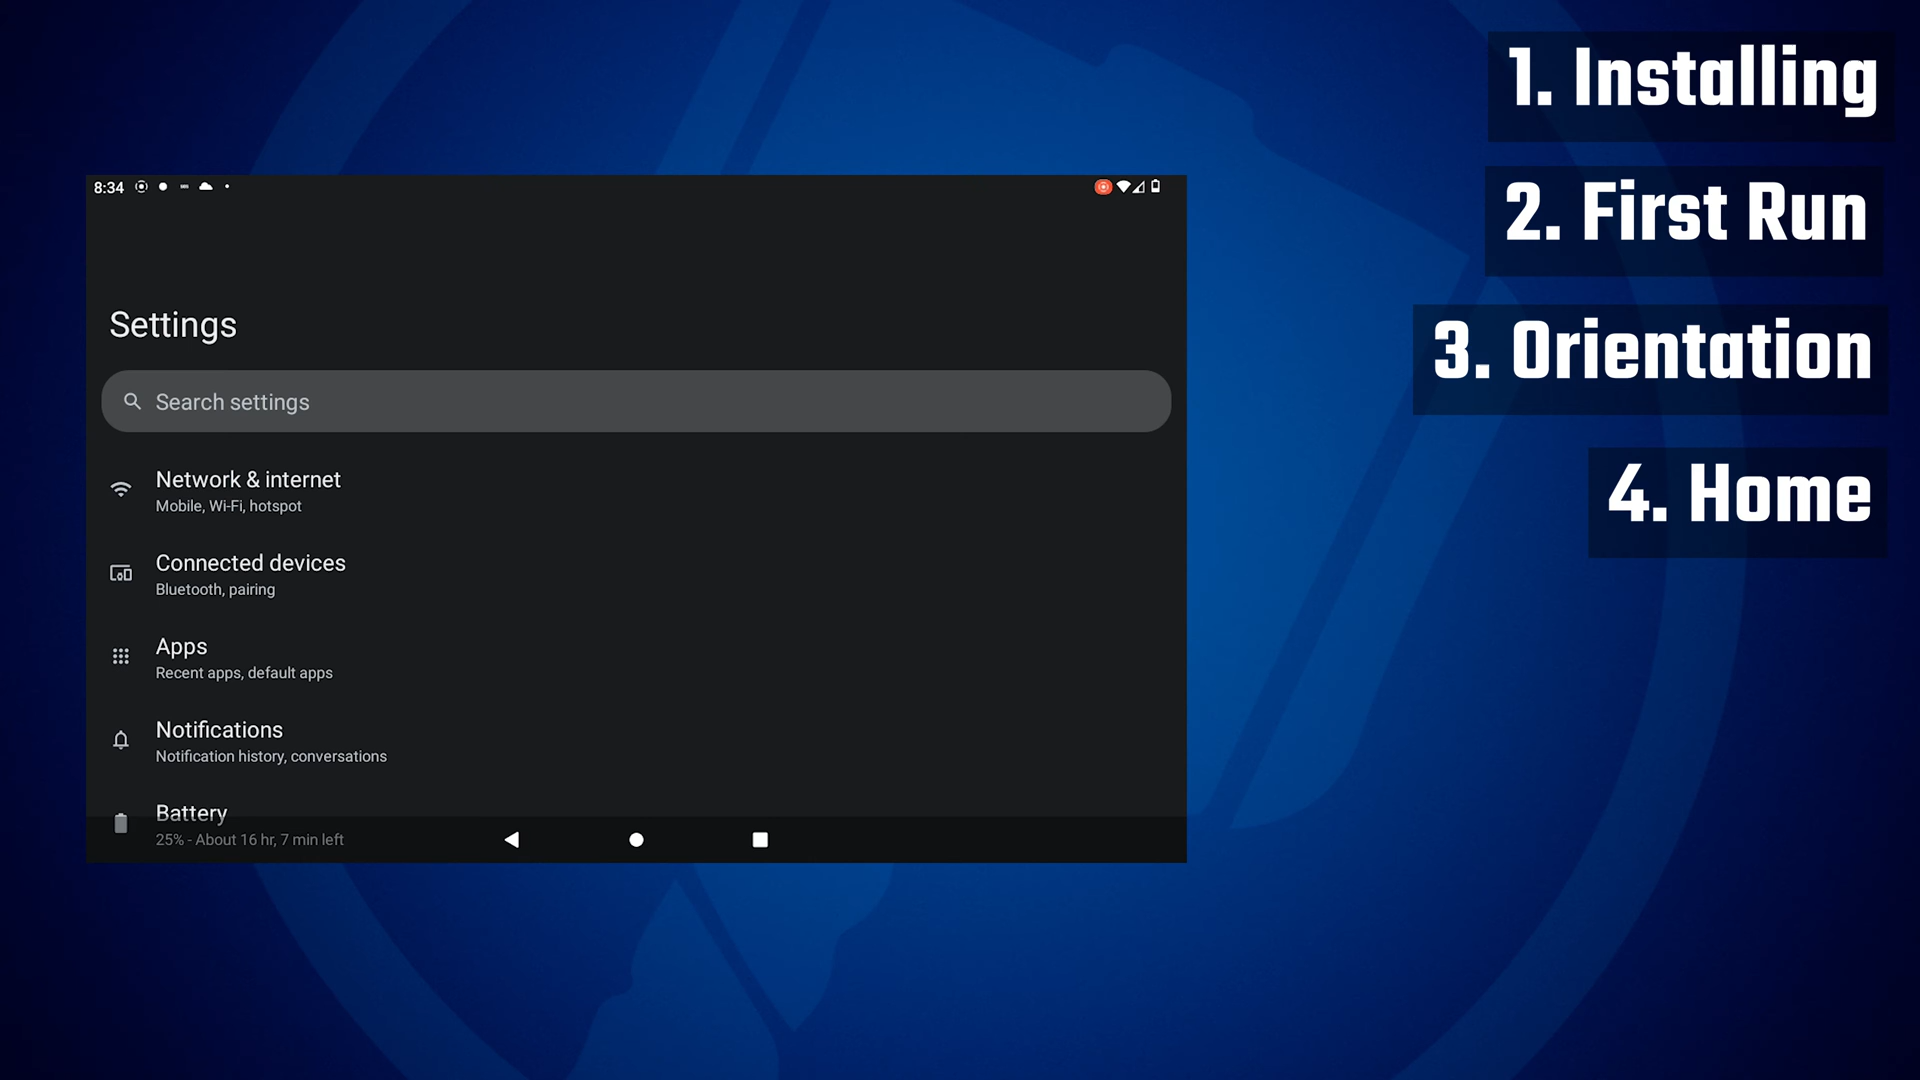 1. Installing
2. First Run
3. Orientation
4. Home
8:34
Settings
Search settings
Network & internet
Mobile, Wi-Fi, hotspot
Connected devices
Bluetooth, pairing
Apps
Recent apps, default apps
Notifications
Notification history, conversations
Battery
25% - About 16 hr, 7 min left